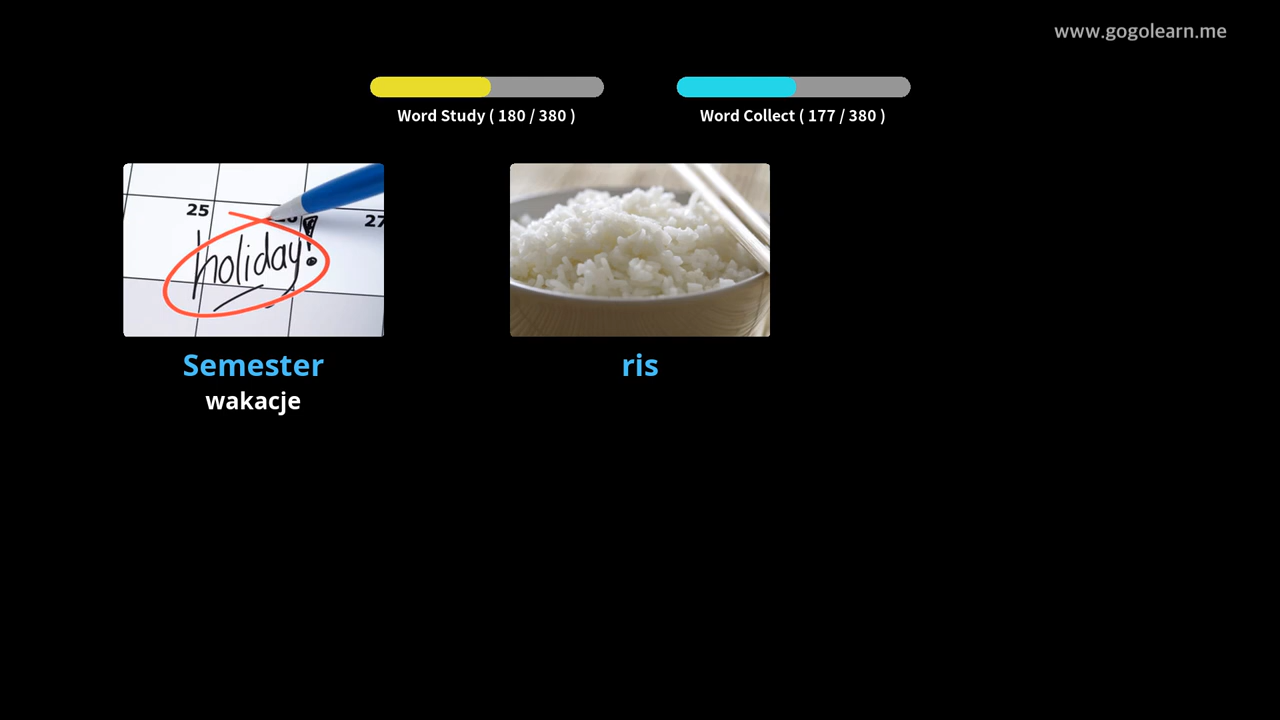 www.gogolearn.me
Word Study ( 180 / 380 )
Word Collect ( 177 / 380 )
25
27
holiday!
Semester
wakacje
ris